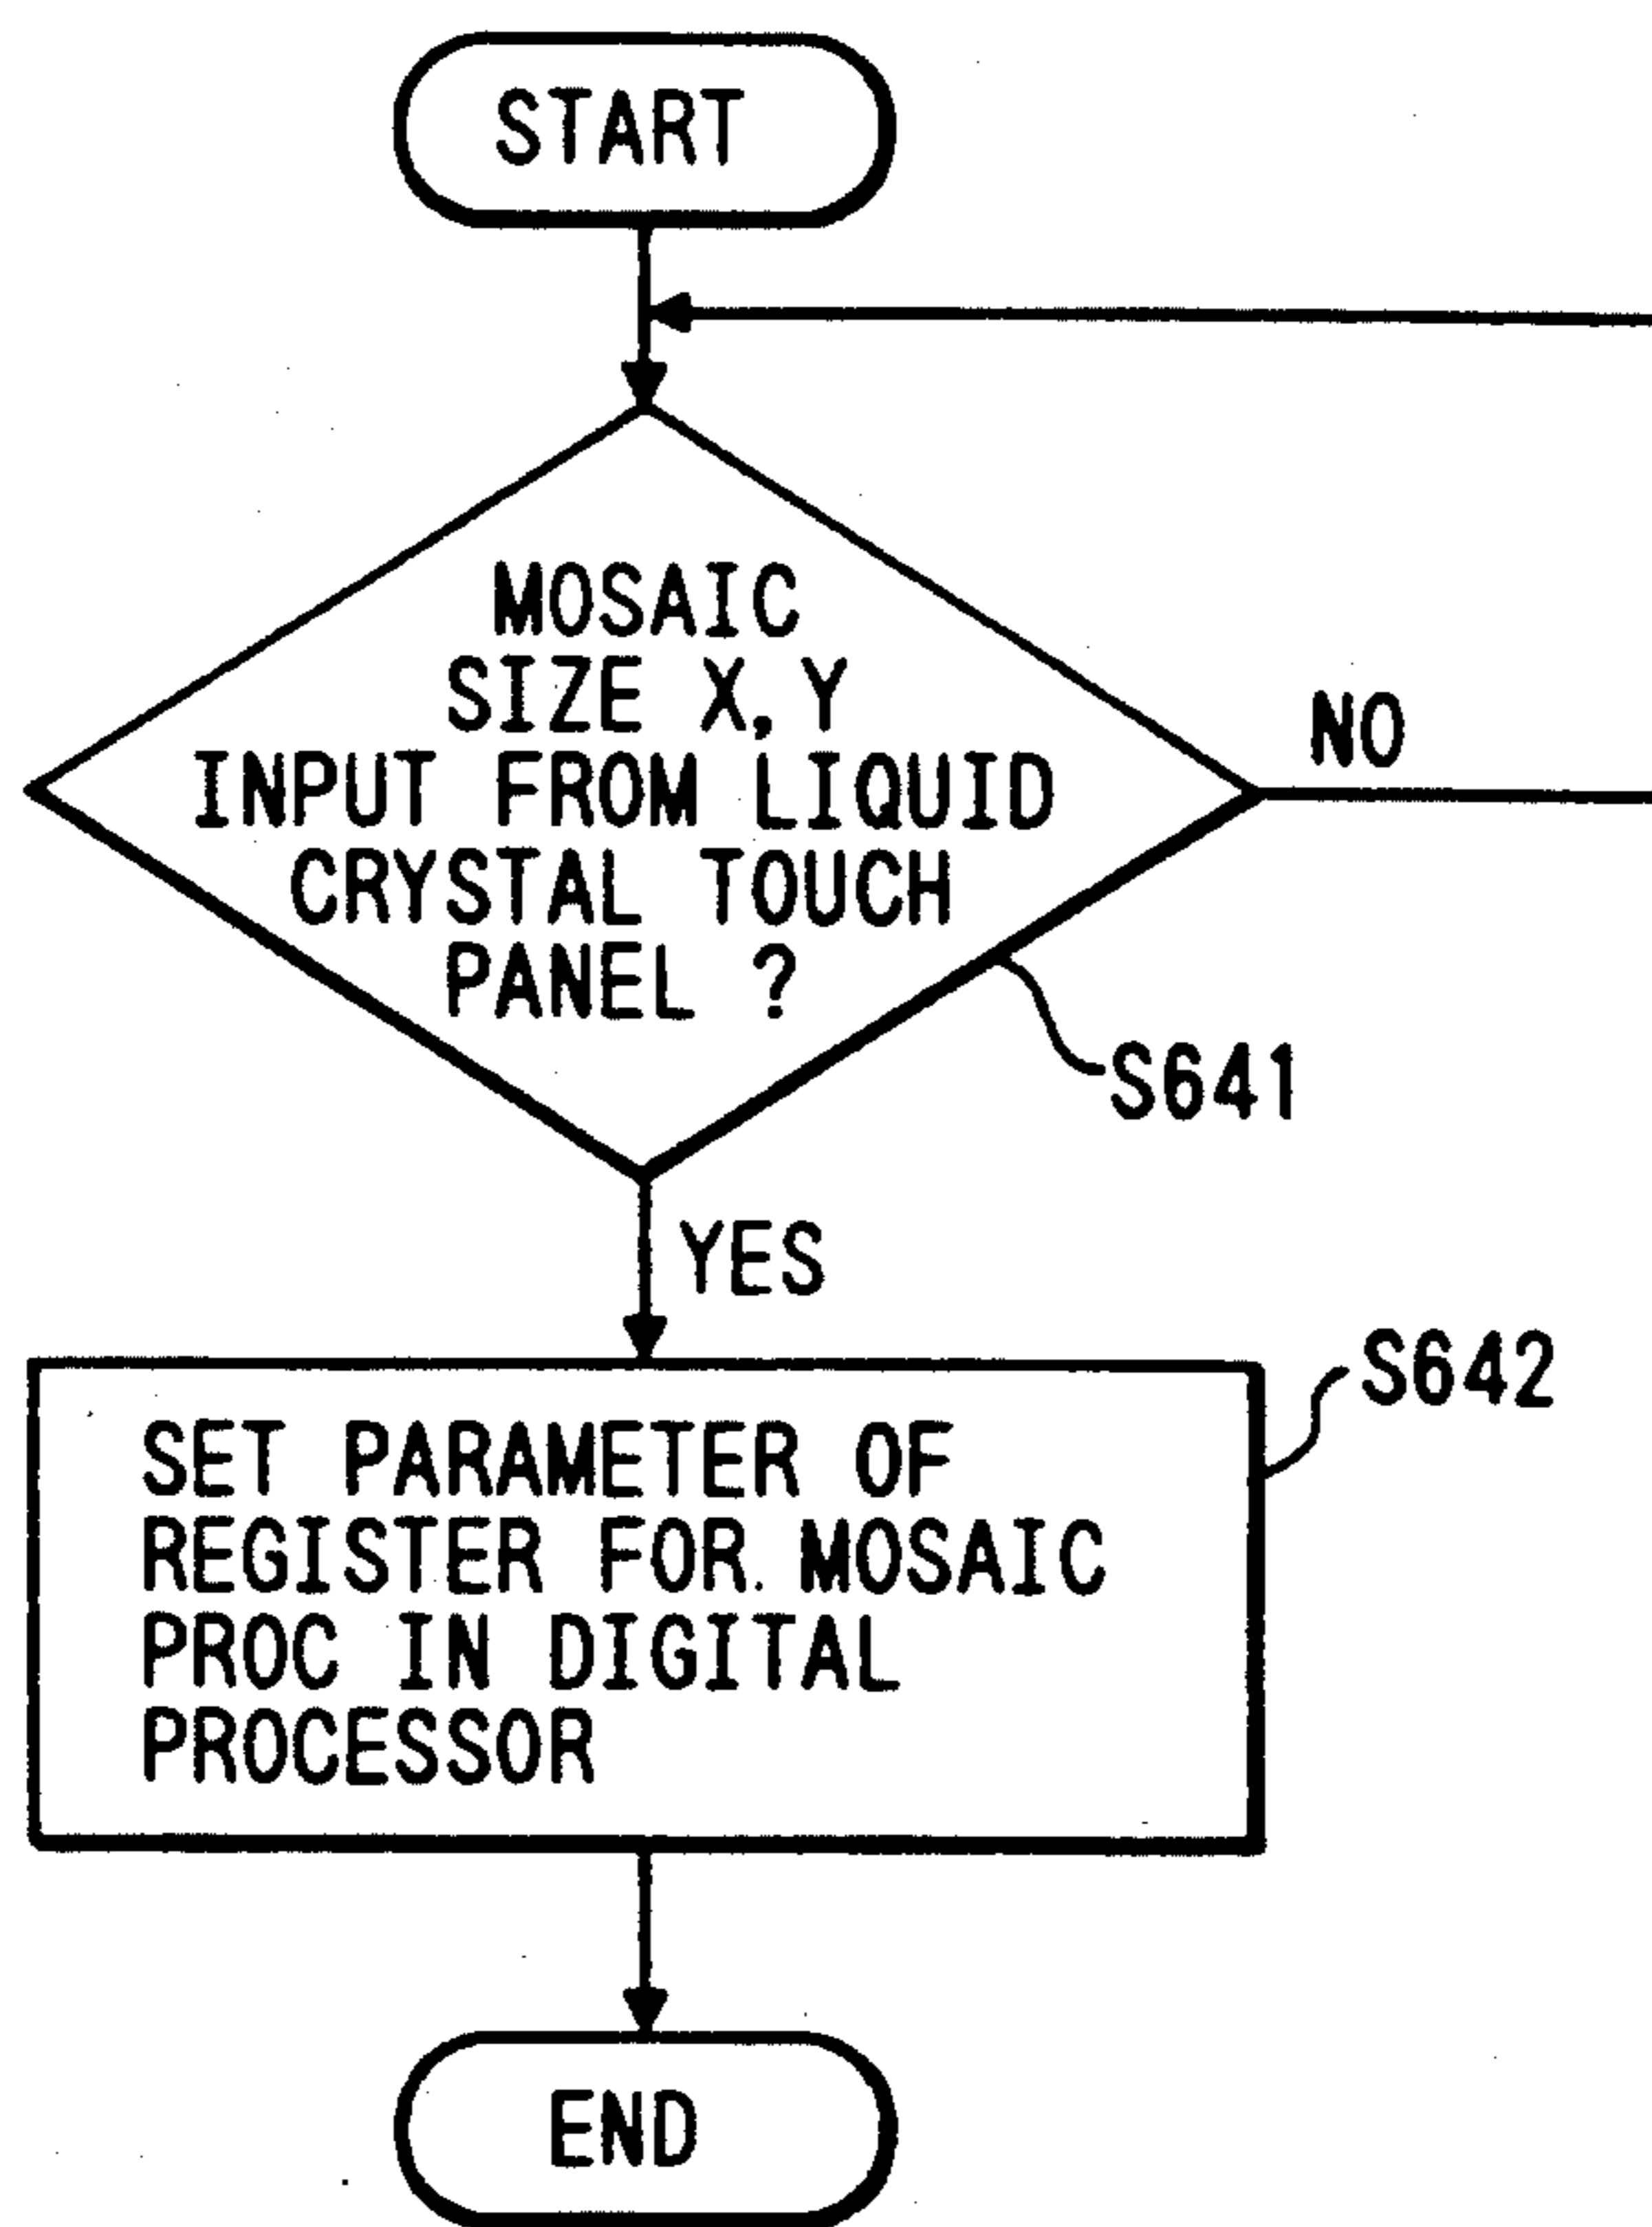 START
MOSAIC
SIZE X,Y
INPUT FROM LIQUID
CRYSTAL TOUCH
PANEL ?
NO
S641
YES
S642
SET PARAMETER OF
REGISTER FOR MOSAIC
PROC IN DIGITAL
PROCESSOR
END